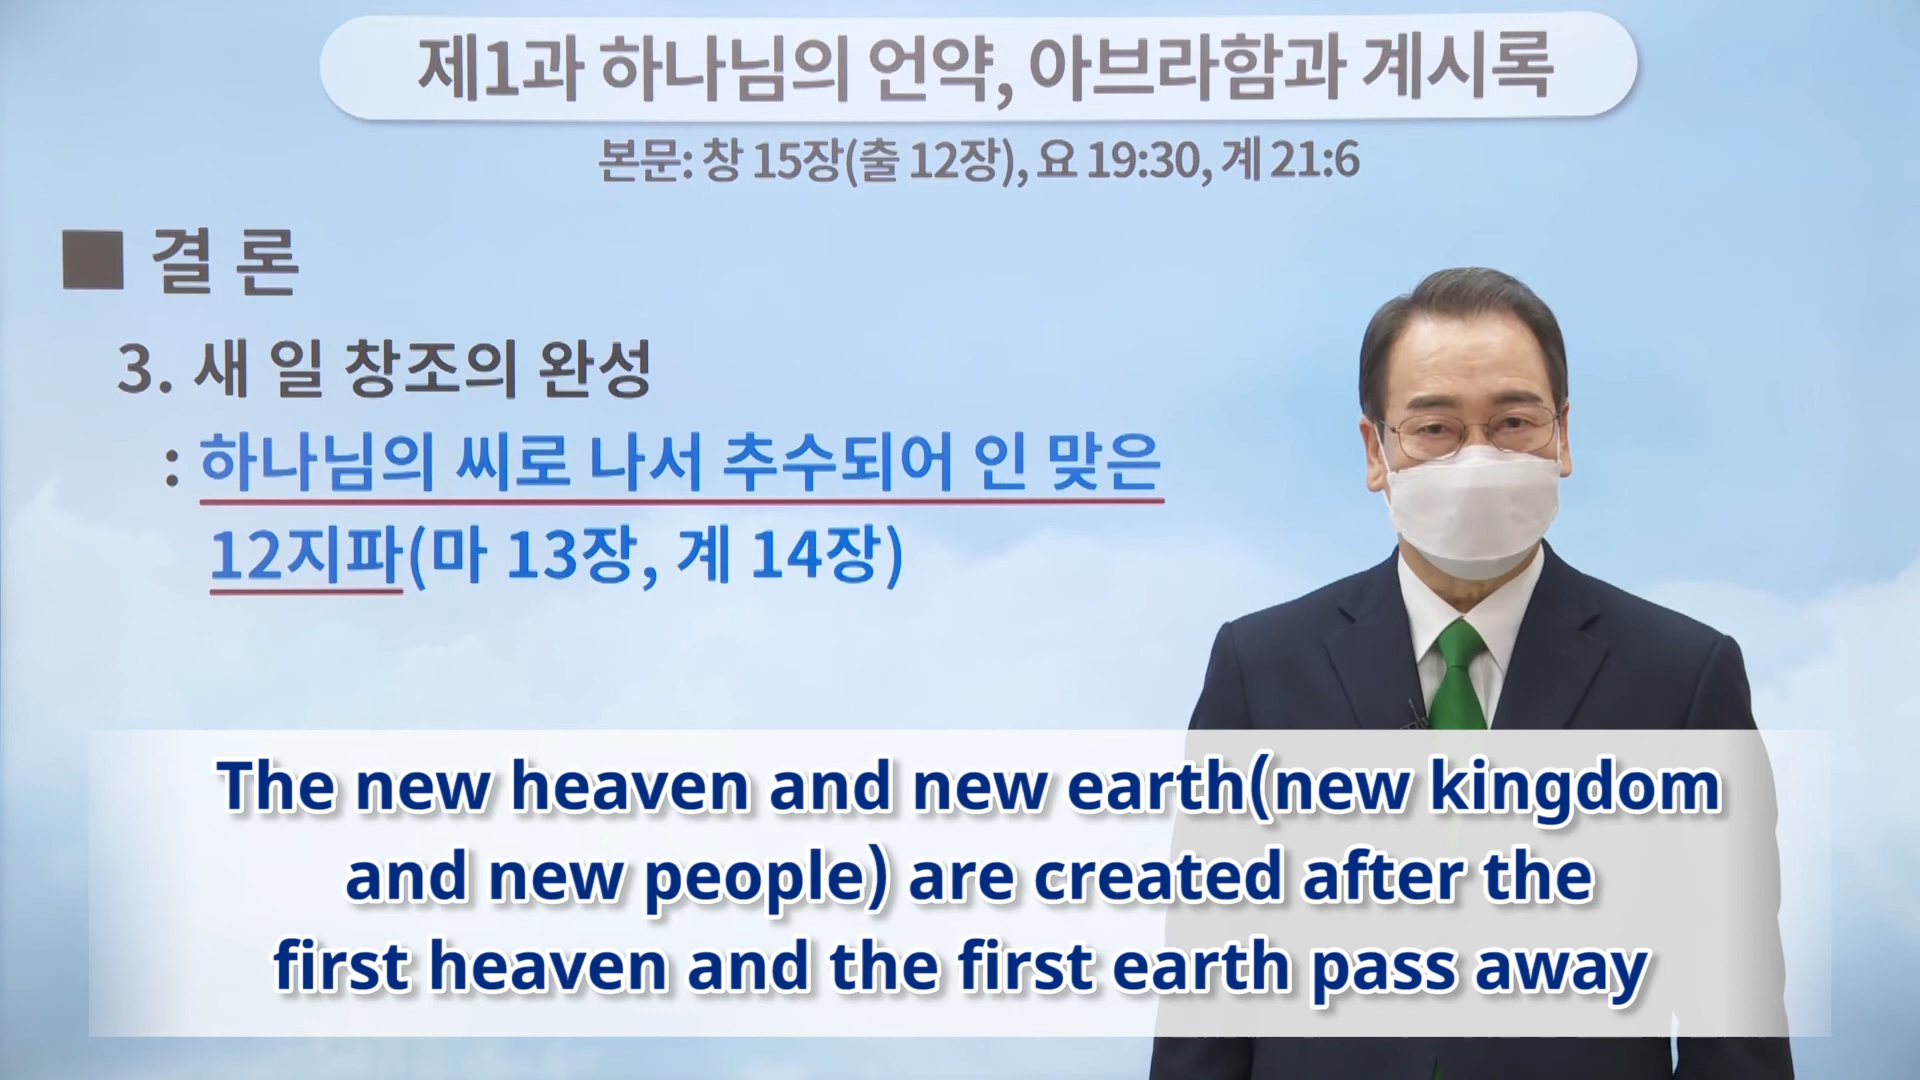 제1과 하나님의 언약, 아브라함과 계시록
본문: 창 15장(출 12장), 요 19:30, 계 21:6
■ 결 론
3. 새 일 창조의 완성
: 하나님의 씨로 나서 추수되어 인 맞은
12지파(마 13장, 계 14장)
The new heaven and new earth(new kingdom
and new people) are created after the
first heaven and the first earth pass away